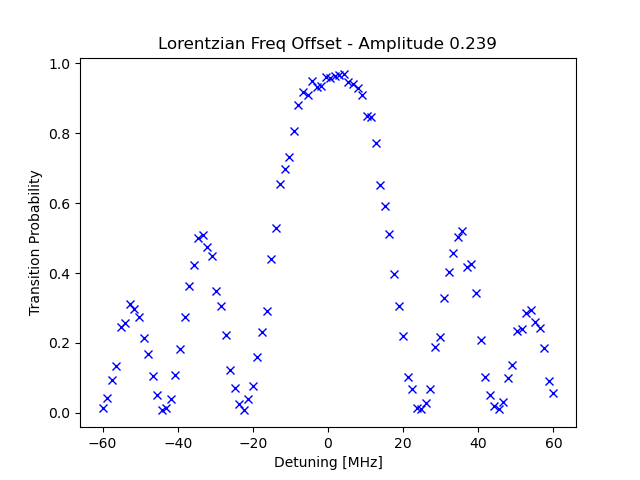 Lorentzian Freq Offset - Amplitude 0.239
1.0
0.8
0.6
0.4
0.2
0.0
Transition Probability
−60 −40 −20 0 20 40 60
Detuning [MHz]